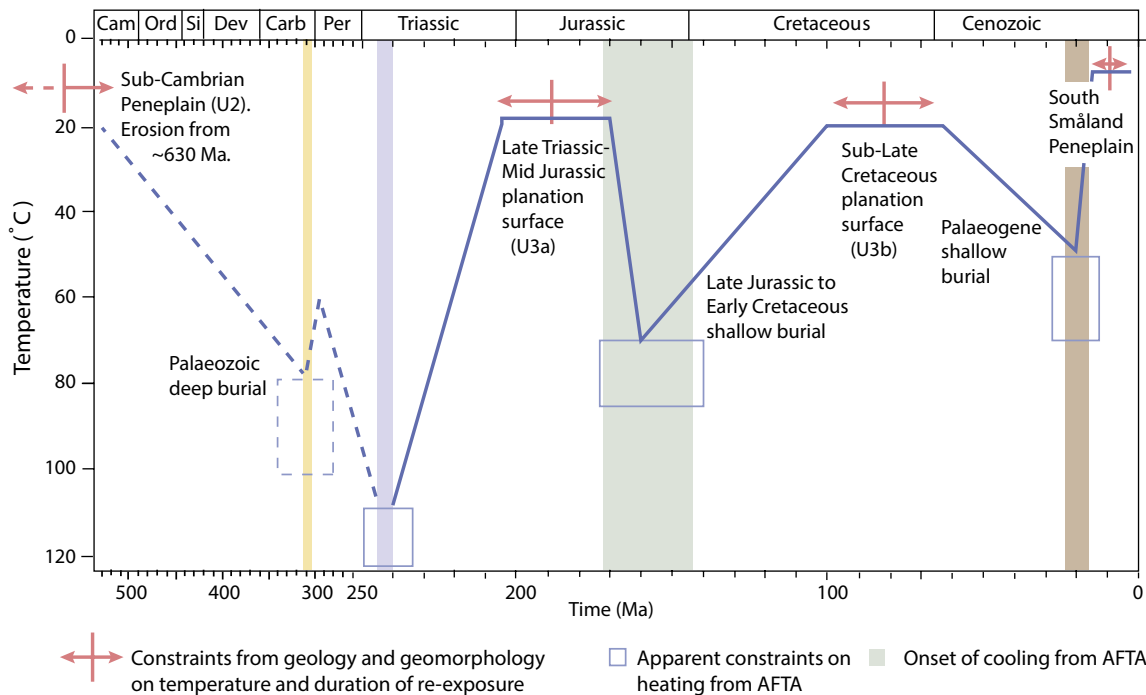 Cam Ord Si Dev Carb Per Triassic Jurassic Cretaceous Cenozoic
0
20
40
60
80
100
120
Temperature (°C)
Sub-Cambrian
Peneplain (U2).
Erosion from
~630 Ma.
Palaeozoic
deep burial
Late Triassic-
Mid Jurassic
planation
surface
(U3a)
Late Jurassic to
Early Cretaceous
shallow burial
Sub-Late
Cretaceous
planation
surface
(U3b)
Palaeogene
shallow
burial
South
Småland
Peneplain
500 400 300 250 200 100 0
Time (Ma)
Constraints from geology and geomorphology
on temperature and duration of re-exposure
Apparent constraints on
heating from AFTA
Onset of cooling from AFTA